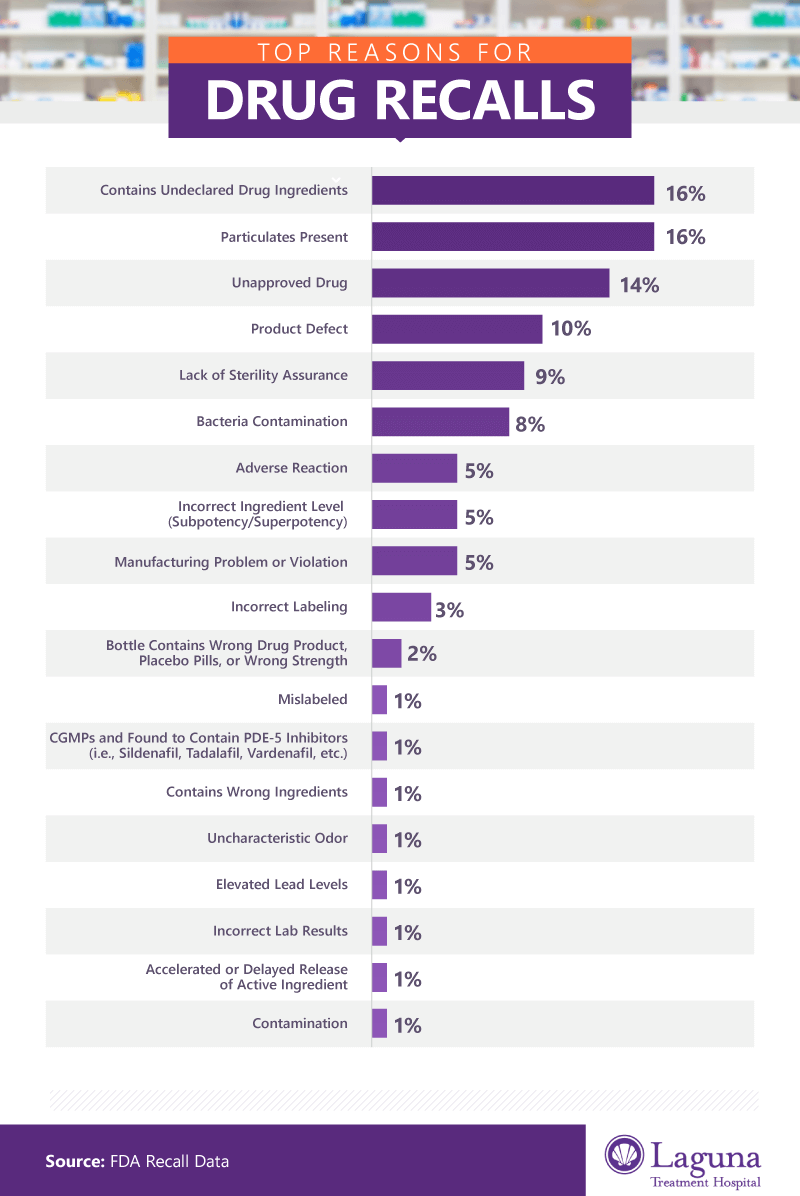 TOP REASONS FOR
DRUG RECALLS
Contains Undeclared Drug Ingredients 16%
Particulates Present 16%
Unapproved Drug 14%
Product Defect 10%
Lack of Sterility Assurance 9%
Bacteria Contamination 8%
Adverse Reaction 5%
Incorrect Ingredient Level
(Subpotency/Superpotency) 5%
Manufacturing Problem or Violation 5%
Incorrect Labeling 3%
Bottle Contains Wrong Drug Product,
Placebo Pills, or Wrong Strength 2%
Mislabeled 1%
CGMPs and Found to Contain PDE-5 Inhibitors
(i.e., Sildenafil, Tadalafil, Vardenafil, etc.) 1%
Contains Wrong Ingredients 1%
Uncharacteristic Odor 1%
Elevated Lead Levels 1%
Incorrect Lab Results 1%
Accelerated or Delayed Release
of Active Ingredient 1%
Contamination 1%
Source: FDA Recall Data
Laguna
Treatment Hospital